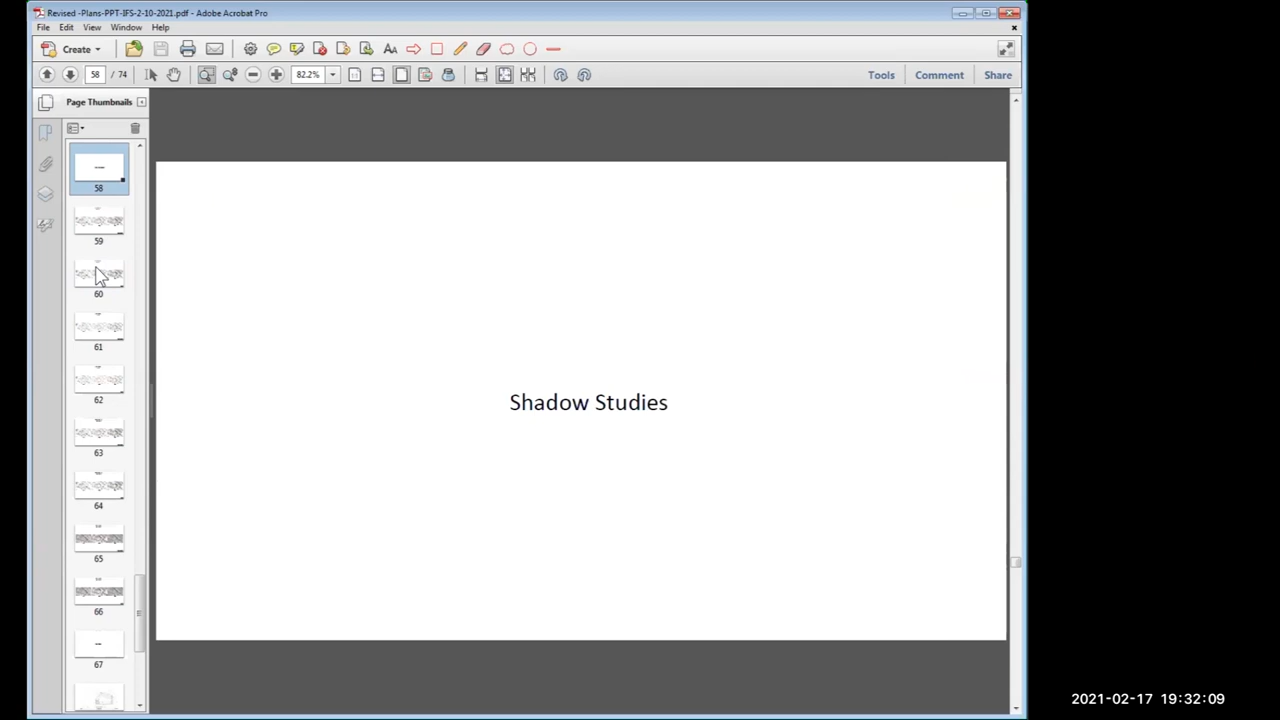 Revised -Plans-PPT-IFS-2-10-2021.pdf - Adobe Acrobat Pro
File Edit View Window Help
Create
58 / 74 82.2% Tools Comment Share
Page Thumbnails
58
59
60
61
62
63
64
65
66
67
Shadow Studies
2021-02-17 19:32:09